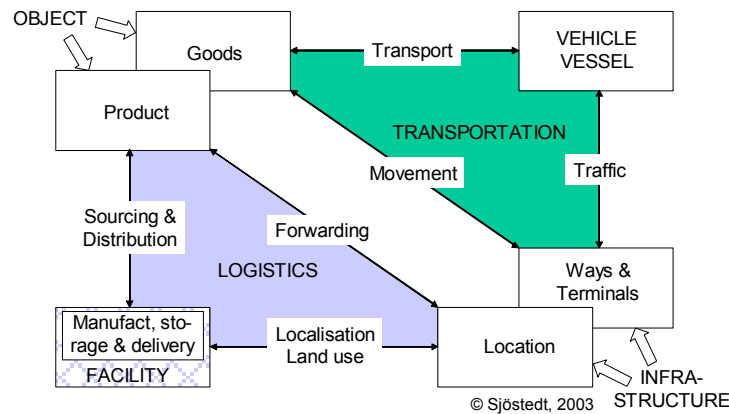 OBJECT
Goods
Transport
VEHICLE
VESSEL
Product
TRANSPORTATION
Movement
Traffic
Sourcing &
Distribution
Forwarding
LOGISTICS
Ways &
Terminals
Manufact, sto-
rage & delivery
FACILITY
Localisation
Land use
Location
INFRA-
STRUCTURE
© Sjöstedt, 2003